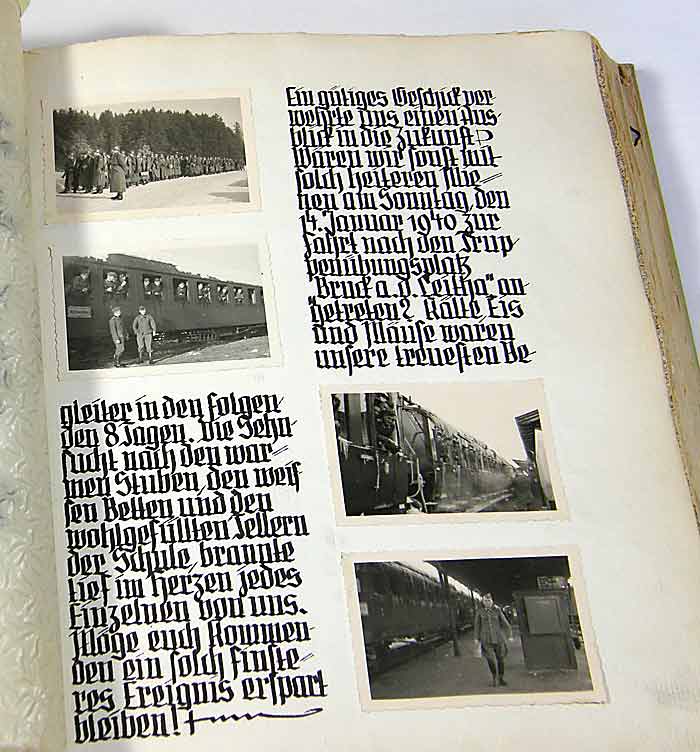 Ein gütiges Geschick ver
wehrte uns einen Aus=
blick in die Zukunft?
Wären wir sonst mit
solch heiteren Mie=
nen am Sonntag, den
14. Januar 1940 zur
Fahrt nach den Trup=
penübungsplatz
"Bruck a. d. Leitha" an=
getreten? Kälte Eis
und Mäuse waren
unsere treuesten Be=
gleiter in den folgen
den 8 Tagen. Die Sehn
sucht nach den war=
men Stuben, den weis
sen Betten und den
wohlgefüllten Tellern
der Schule, brannte
tief im Herzen jedes
Einzelnen von uns.
Möge euch Kommen=
den ein solch finste=
res Ereignis erspart
bleiben!